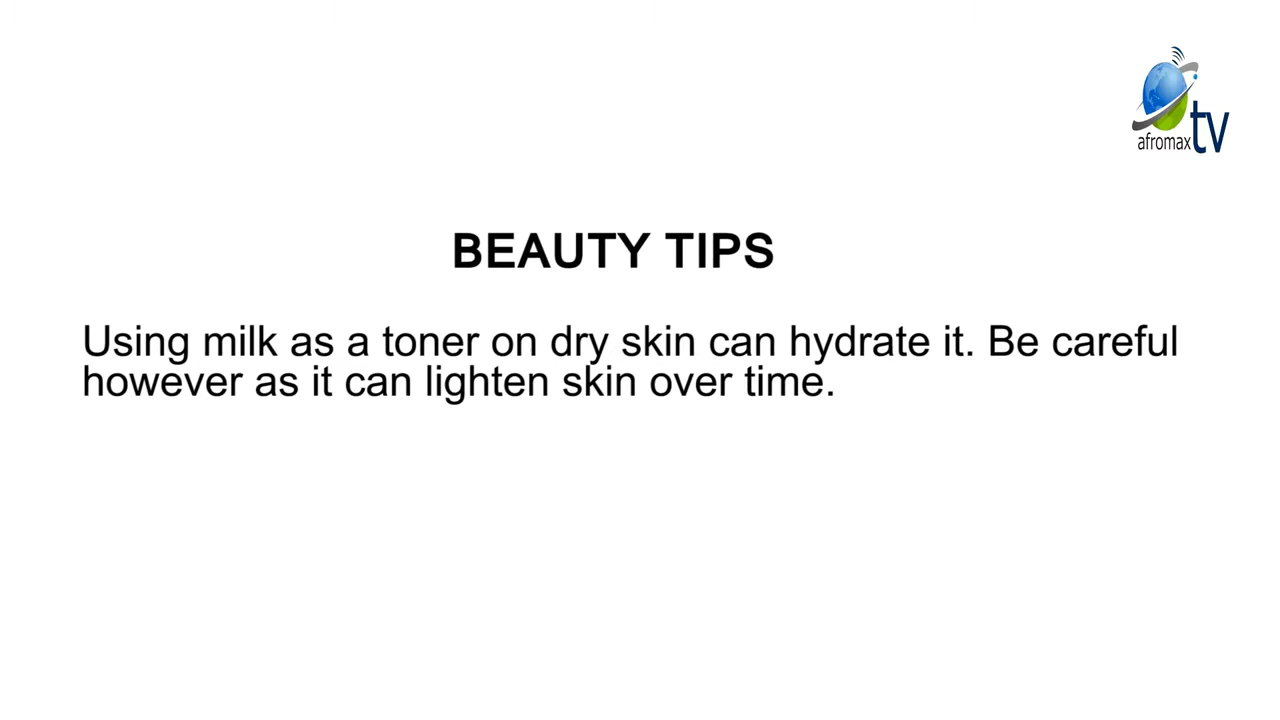 afromax tv
BEAUTY TIPS
Using milk as a toner on dry skin can hydrate it. Be careful
however as it can lighten skin over time.